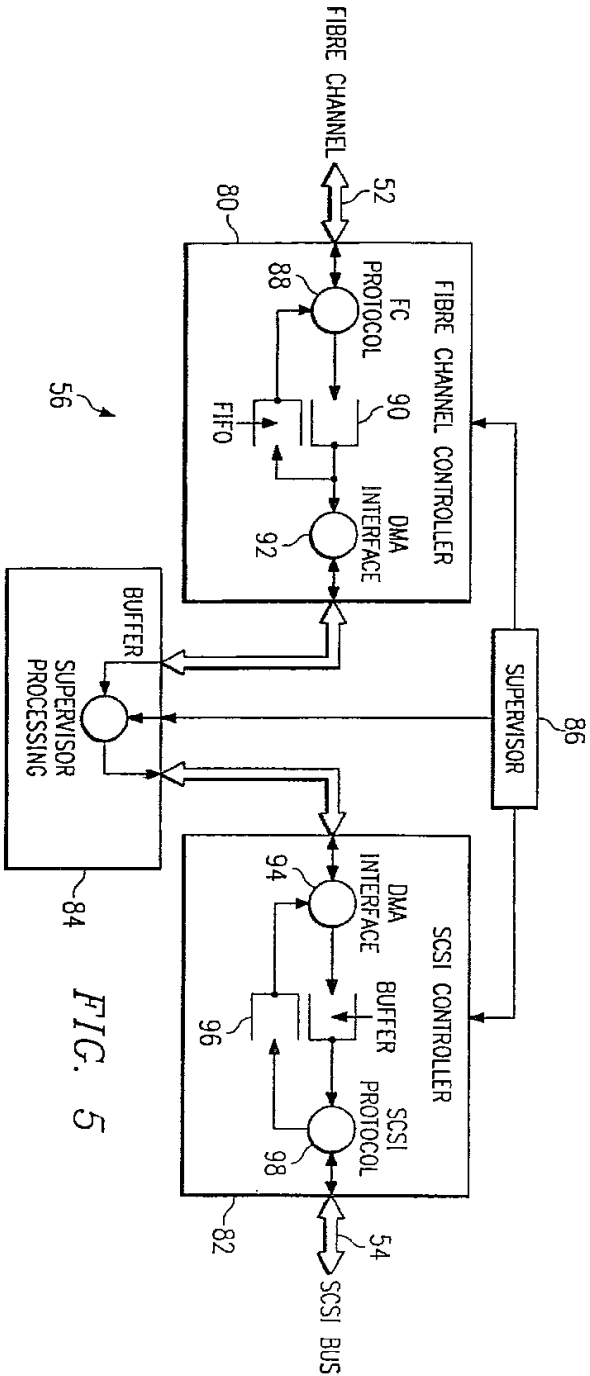 86
SUPERVISOR
FIBRE CHANNEL CONTROLLER
SCSI CONTROLLER
FIBRE CHANNEL
52
80
FC
PROTOCOL
88
90
FIFO
DMA
INTERFACE
92
DMA
INTERFACE
94
BUFFER
96
SCSI
PROTOCOL
98
82
54
SCSI BUS
56
BUFFER
SUPERVISOR
PROCESSING
84
FIG. 5